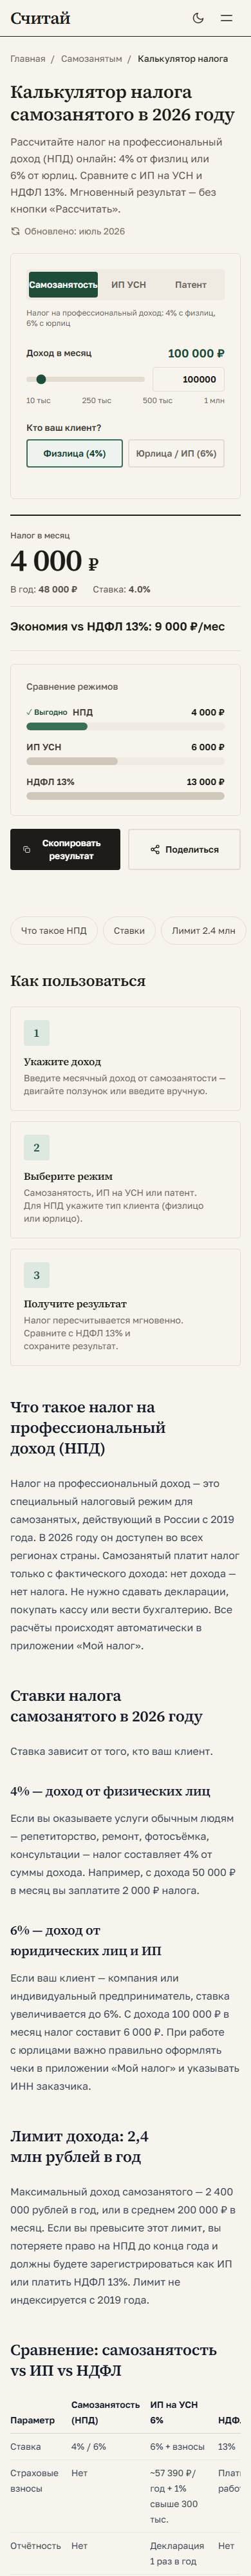 Считай
Главная / Самозанятым / Калькулятор налога
Калькулятор налога
самозанятого в 2026 году
Рассчитайте налог на профессиональный
доход (НПД) онлайн: 4% от физлиц или
6% от юрлиц. Сравните с ИП на УСН и
НДФЛ 13%. Мгновенный результат — без
кнопки «Рассчитать».
Обновлено: июль 2026
Самозанятость ИП УСН Патент
Налог на профессиональный доход: 4% с физлиц,
6% с юрлиц
Доход в месяц 100 000 ₽
100000
10 тыс 250 тыс 500 тыс 1 млн
Кто ваш клиент?
Физлица (4%) Юрлица / ИП (6%)
Налог в месяц
4 000 ₽
В год: 48 000 ₽ Ставка: 4.0%
Экономия vs НДФЛ 13%: 9 000 ₽/мес
Сравнение режимов
✓ Выгодно НПД 4 000 ₽
ИП УСН 6 000 ₽
НДФЛ 13% 13 000 ₽
Скопировать
результат
Поделиться
Что такое НПД Ставки Лимит 2.4 млн
Как пользоваться
1
Укажите доход
Введите месячный доход от самозанятости —
двигайте ползунок или введите вручную.
2
Выберите режим
Самозанятость, ИП на УСН или патент.
Для НПД укажите тип клиента (физлицо
или юрлицо).
3
Получите результат
Налог пересчитывается мгновенно.
Сравните с НДФЛ 13% и
сохраните результат.
Что такое налог на
профессиональный
доход (НПД)
Налог на профессиональный доход — это
специальный налоговый режим для
самозанятых, действующий в России с 2019
года. В 2026 году он доступен во всех
регионах страны. Самозанятый платит налог
только с фактического дохода: нет дохода —
нет налога. Не нужно сдавать декларации,
покупать кассу или вести бухгалтерию. Все
расчёты происходят автоматически в
приложении «Мой налог».
Ставки налога
самозанятого в 2026 году
Ставка зависит от того, кто ваш клиент.
4% — доход от физических лиц
Если вы оказываете услуги обычным людям
— репетиторство, ремонт, фотосъёмка,
консультации — налог составляет 4% от
суммы дохода. Например, с дохода 50 000 ₽
в месяц вы заплатите 2 000 ₽ налога.
6% — доход от
юридических лиц и ИП
Если ваш клиент — компания или
индивидуальный предприниматель, ставка
увеличивается до 6%. С дохода 100 000 ₽ в
месяц налог составит 6 000 ₽. При работе
с юрлицами важно правильно оформлять
чеки в приложении «Мой налог» и указывать
ИНН заказчика.
Лимит дохода: 2,4
млн рублей в год
Максимальный доход самозанятого — 2 400
000 рублей в год, или в среднем 200 000 ₽ в
месяц. Если вы превысите этот лимит, вы
потеряете право на НПД до конца года и
должны будете зарегистрироваться как ИП
или платить НДФЛ 13%. Лимит не
индексируется с 2019 года.
Сравнение: самозанятость
vs ИП vs НДФЛ
Параметр Самозанятость (НПД) ИП на УСН 6%
Ставка 4% / 6% 6% + взносы 13%
Страховые взносы Нет ~57 390 ₽/год + 1% свыше 300 тыс.
Отчётность Нет Декларация 1 раз в год Нет